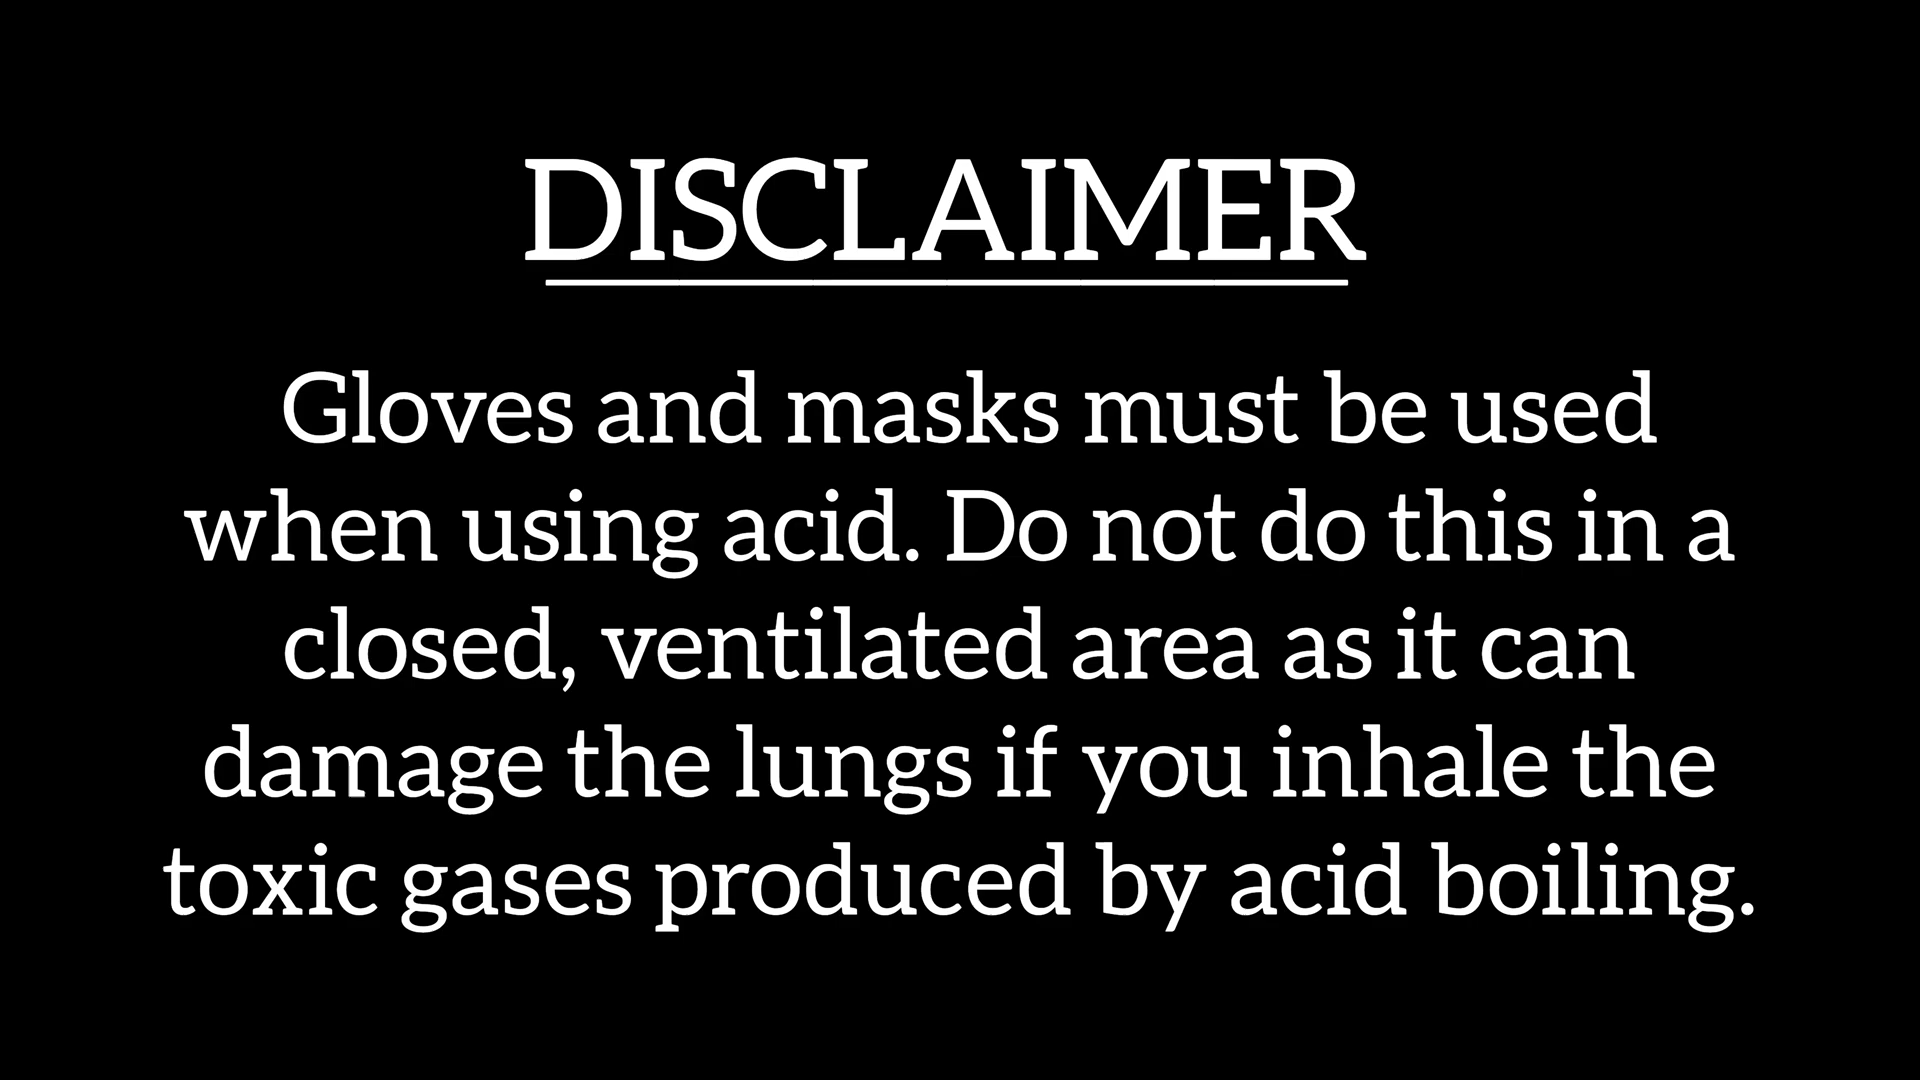 DISCLAIMER
Gloves and masks must be used
when using acid. Do not do this in a
closed, ventilated area as it can
damage the lungs if you inhale the
toxic gases produced by acid boiling.